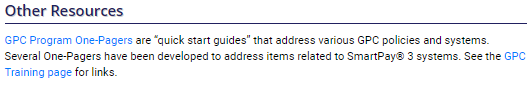 Other Resources
GPC Program One-Pagers are “quick start guides” that address various GPC policies and systems.
Several One-Pagers have been developed to address items related to SmartPay® 3 systems. See the GPC
Training page for links.